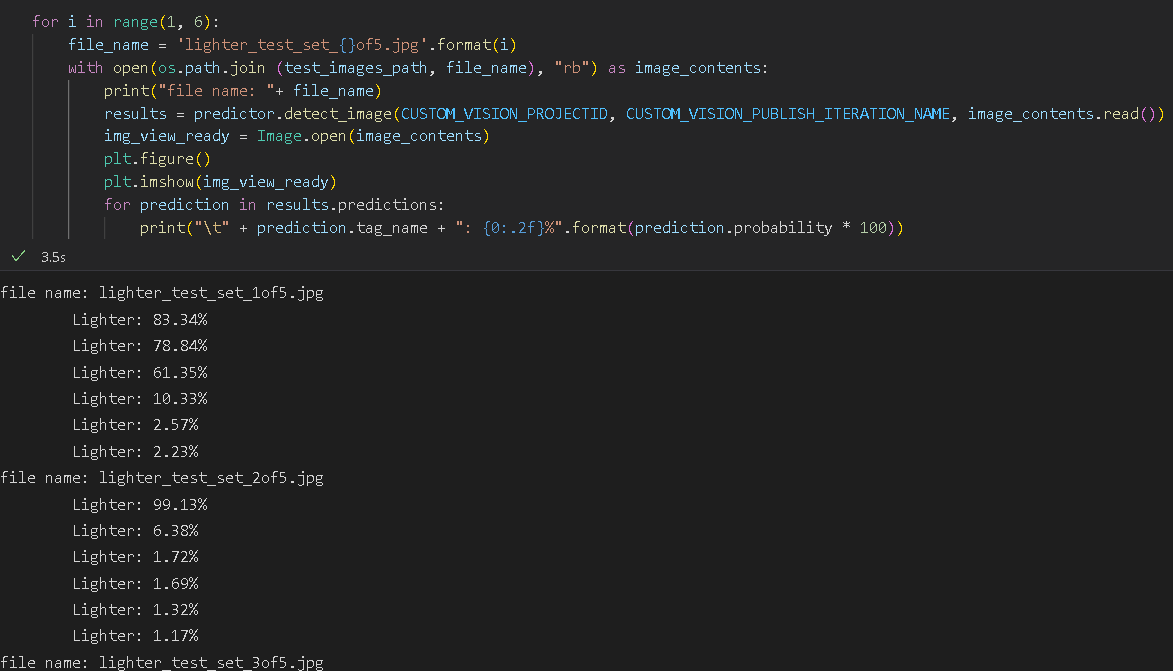 for i in range(1, 6):
file_name = 'lighter_test_set_{}of5.jpg'.format(i)
with open(os.path.join (test_images_path, file_name), "rb") as image_contents:
print("file name: "+ file_name)
results = predictor.detect_image(CUSTOM_VISION_PROJECTID, CUSTOM_VISION_PUBLISH_ITERATION_NAME, image_contents.read())
img_view_ready = Image.open(image_contents)
plt.figure()
plt.imshow(img_view_ready)
for prediction in results.predictions:
print("\t" + prediction.tag_name + ": {0:.2f}%".format(prediction.probability * 100))
✓ 3.5s
file name: lighter_test_set_1of5.jpg
Lighter: 83.34%
Lighter: 78.84%
Lighter: 61.35%
Lighter: 10.33%
Lighter: 2.57%
Lighter: 2.23%
file name: lighter_test_set_2of5.jpg
Lighter: 99.13%
Lighter: 6.38%
Lighter: 1.72%
Lighter: 1.69%
Lighter: 1.32%
Lighter: 1.17%
file name: lighter_test_set_3of5.jpg